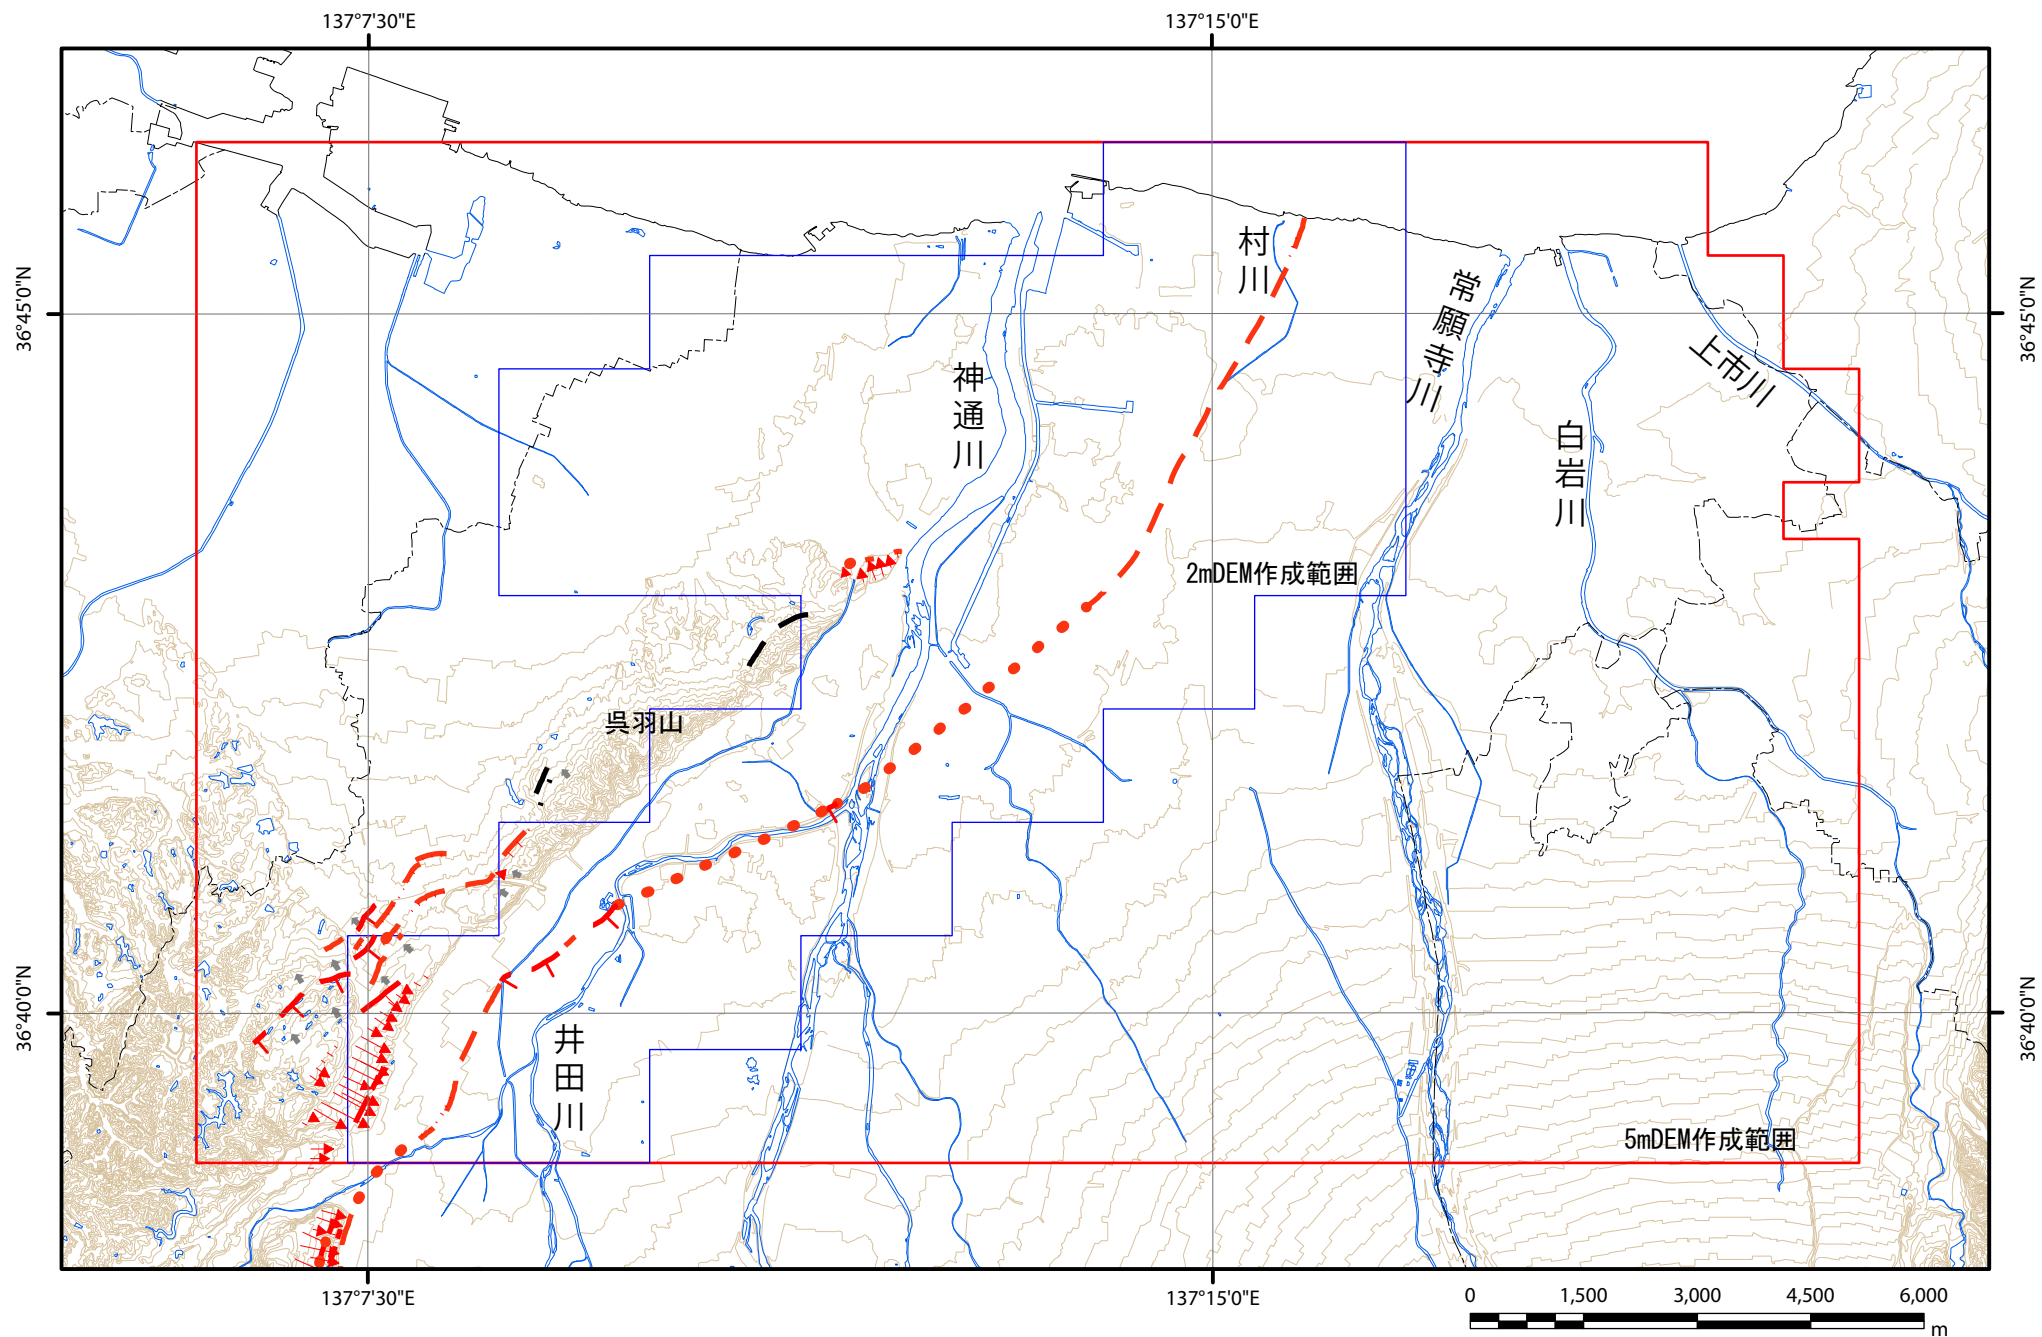 137°7'30"E
137°15'0"E
36°45'0"N
36°45'0"N
村川
常願寺川
神通川
上市川
白岩川
2mDEM作成範囲
呉羽山
36°40'0"N
36°40'0"N
井田川
5mDEM作成範囲
137°7'30"E
137°15'0"E
0 1,500 3,000 4,500 6,000
m